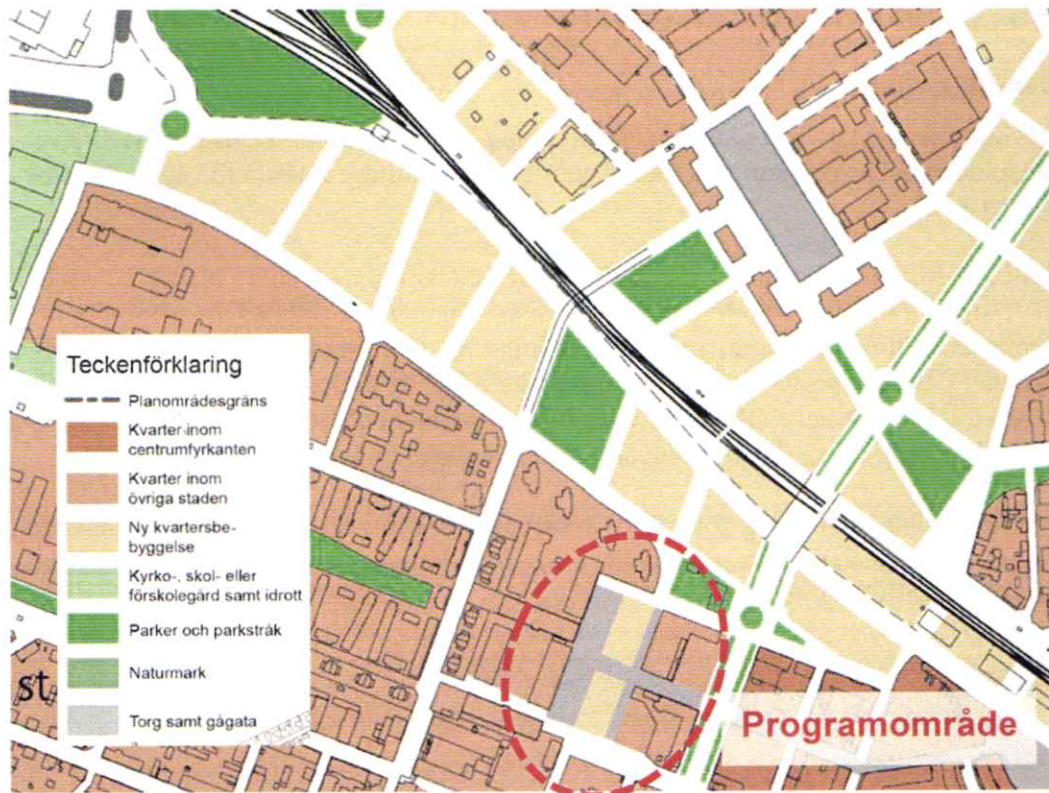 Teckenförklaring
Planområdesgräns
Kvarter inom
centrumfyrkanten
Kvarter inom
övriga staden
Ny kvartersbe-
byggelse
Kyrko-, skol- eller
förskolegård samt idrott
Parker och parkstråk
Naturmark
Torg samt gågata
st
Programområde